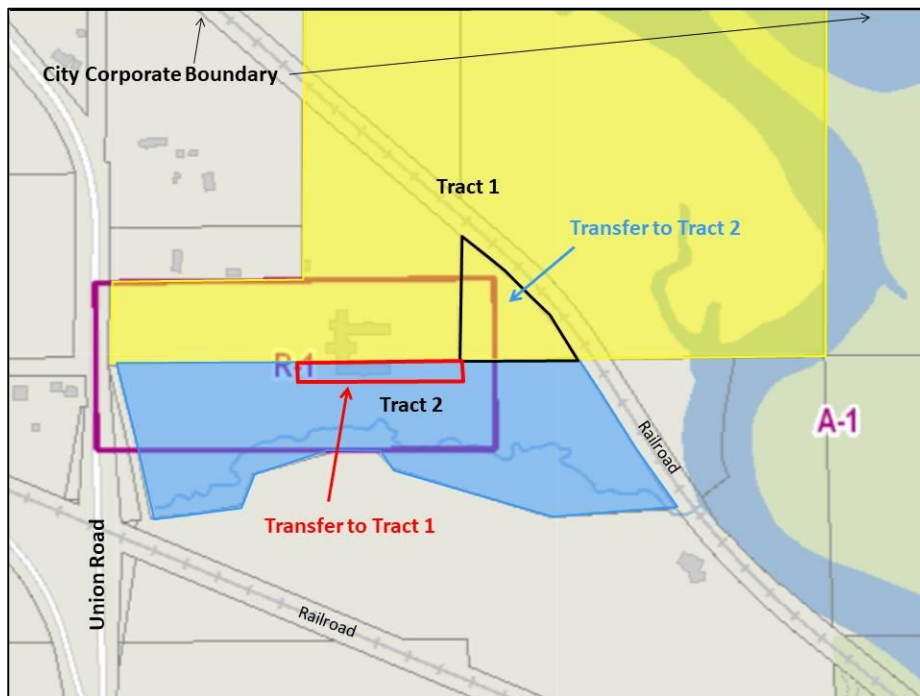 City Corporate Boundary
Tract 1
Transfer to Tract 2
R-1
Tract 2
A-1
Railroad
Transfer to Tract 1
Union Road
Railroad